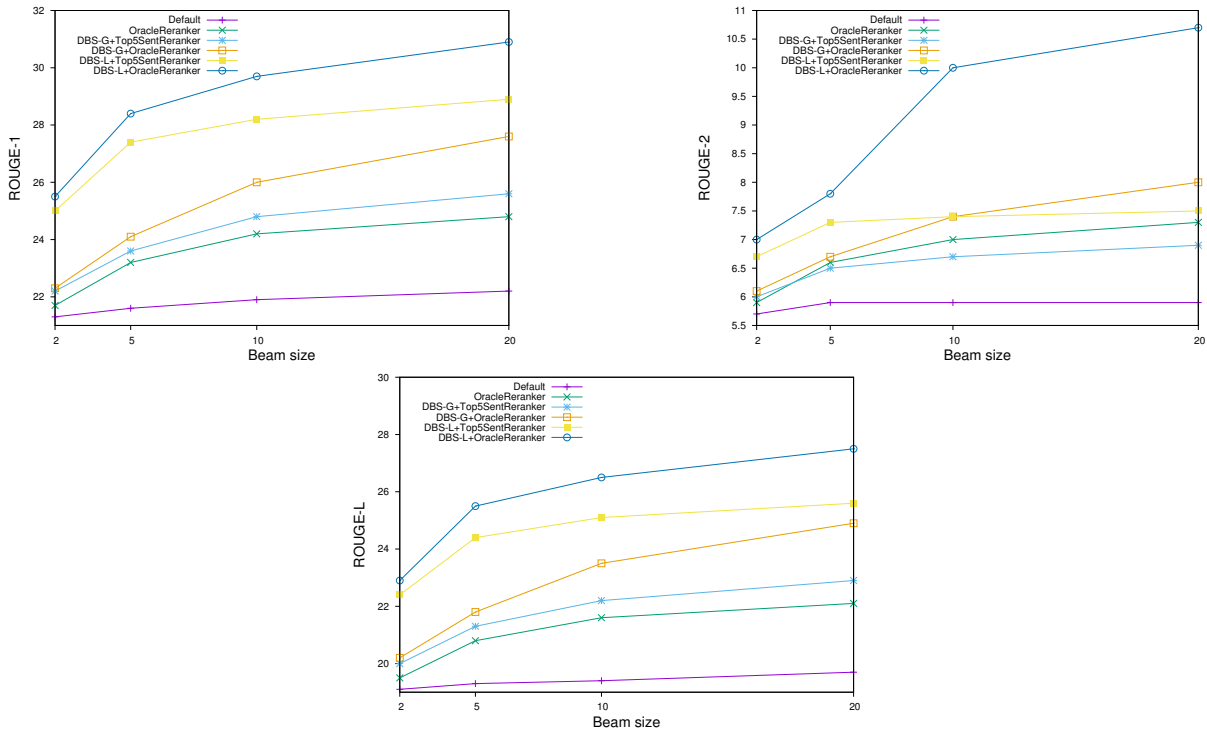 32
30
28
26
24
22
2
5
10
20
ROUGE-1
Beam size
Default
OracleReranker
DBS-G+Top5SentReranker
DBS-G+OracleReranker
DBS-L+Top5SentReranker
DBS-L+OracleReranker
11
10.5
10
9.5
9
8.5
8
7.5
7
6.5
6
5.5
2
5
10
20
ROUGE-2
Beam size
Default
OracleReranker
DBS-G+Top5SentReranker
DBS-G+OracleReranker
DBS-L+Top5SentReranker
DBS-L+OracleReranker
30
28
26
24
22
20
2
5
10
20
ROUGE-L
Beam size
Default
OracleReranker
DBS-G+Top5SentReranker
DBS-G+OracleReranker
DBS-L+Top5SentReranker
DBS-L+OracleReranker